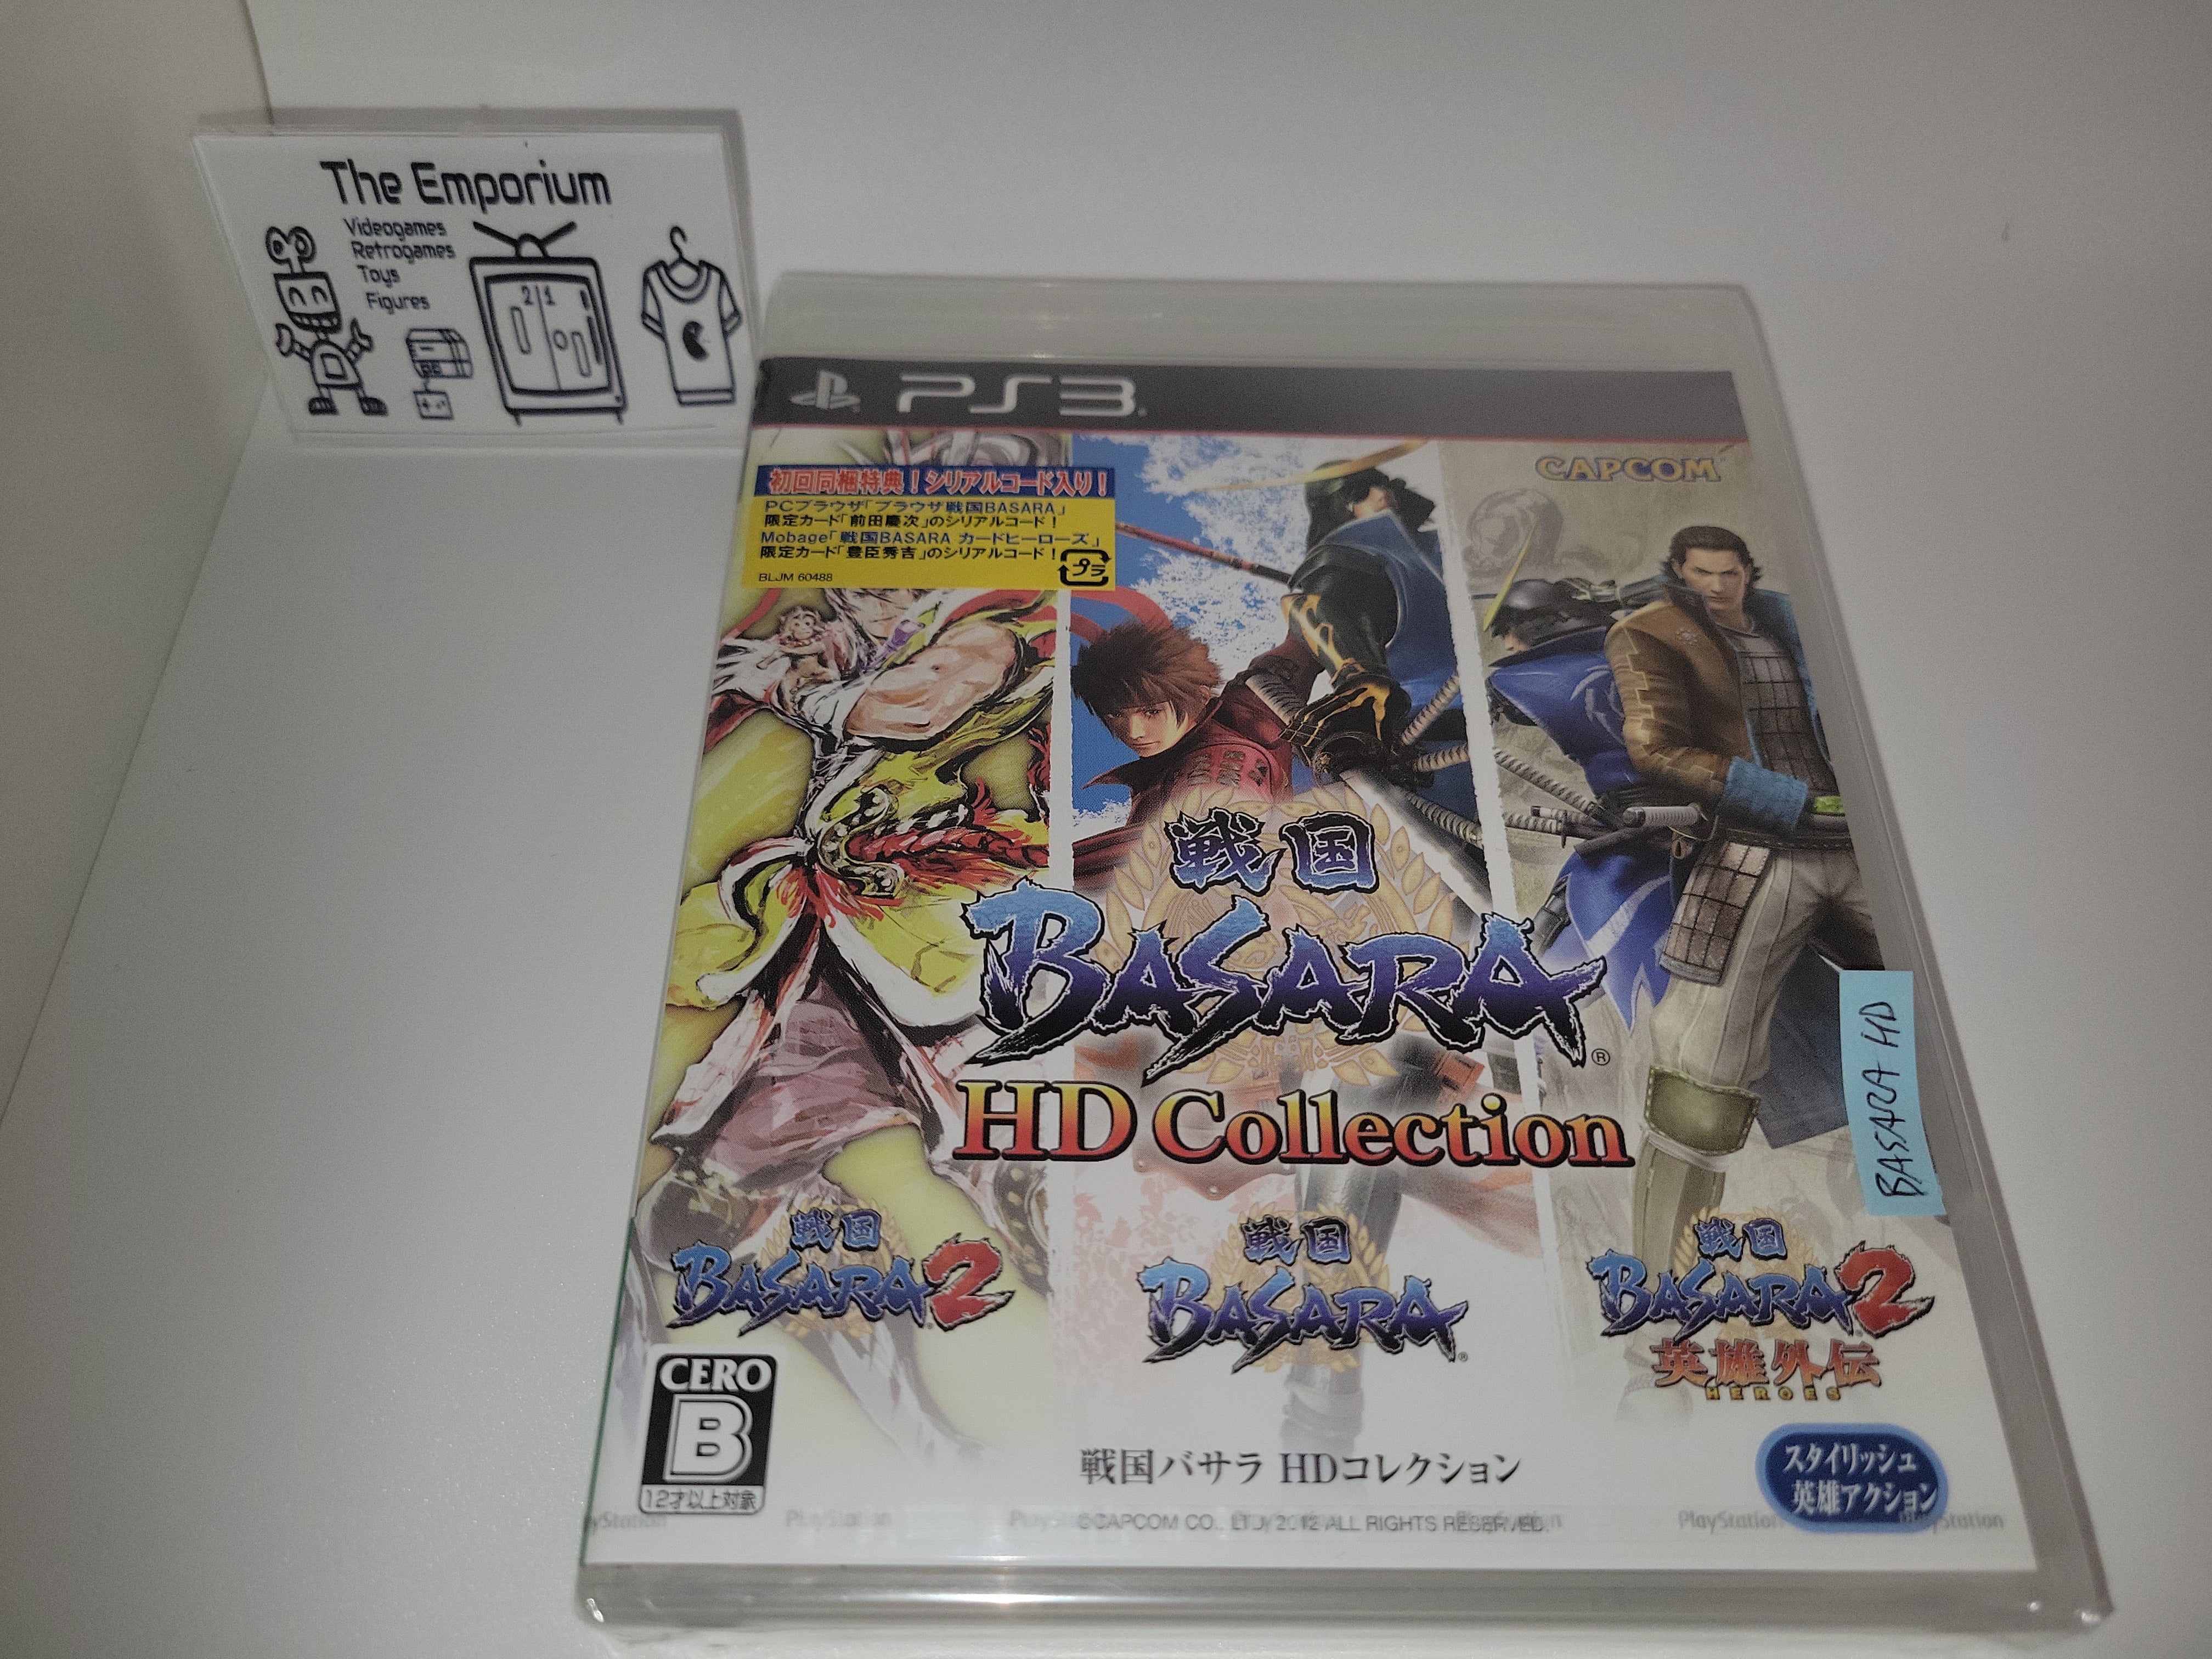 The Emporium
Videogames
Retrogames
Toys
Figures
2 1
PS3
初回同梱特典！シリアルコード入り！
PCブラウザ「ブラウザ戦国BASARA」
限定カード「前田慶次」のシリアルコード！
Mobage「戦国BASARA カードヒーローズ」
限定カード「豊臣秀吉」のシリアルコード！
プラ
BLJM 60488
CAPCOM
戦国
BASARA®
HD Collection
BASARA HD
戦国
BASARA2
戦国
BASARA®
戦国
BASARA2
英雄外伝
HEROES
CERO
B
12才以上対象
戦国バサラ HDコレクション
スタイリッシュ
英雄アクション
©CAPCOM CO., LTD. 2012 ALL RIGHTS RESERVED.
PlayStation PlayStation PlayStation